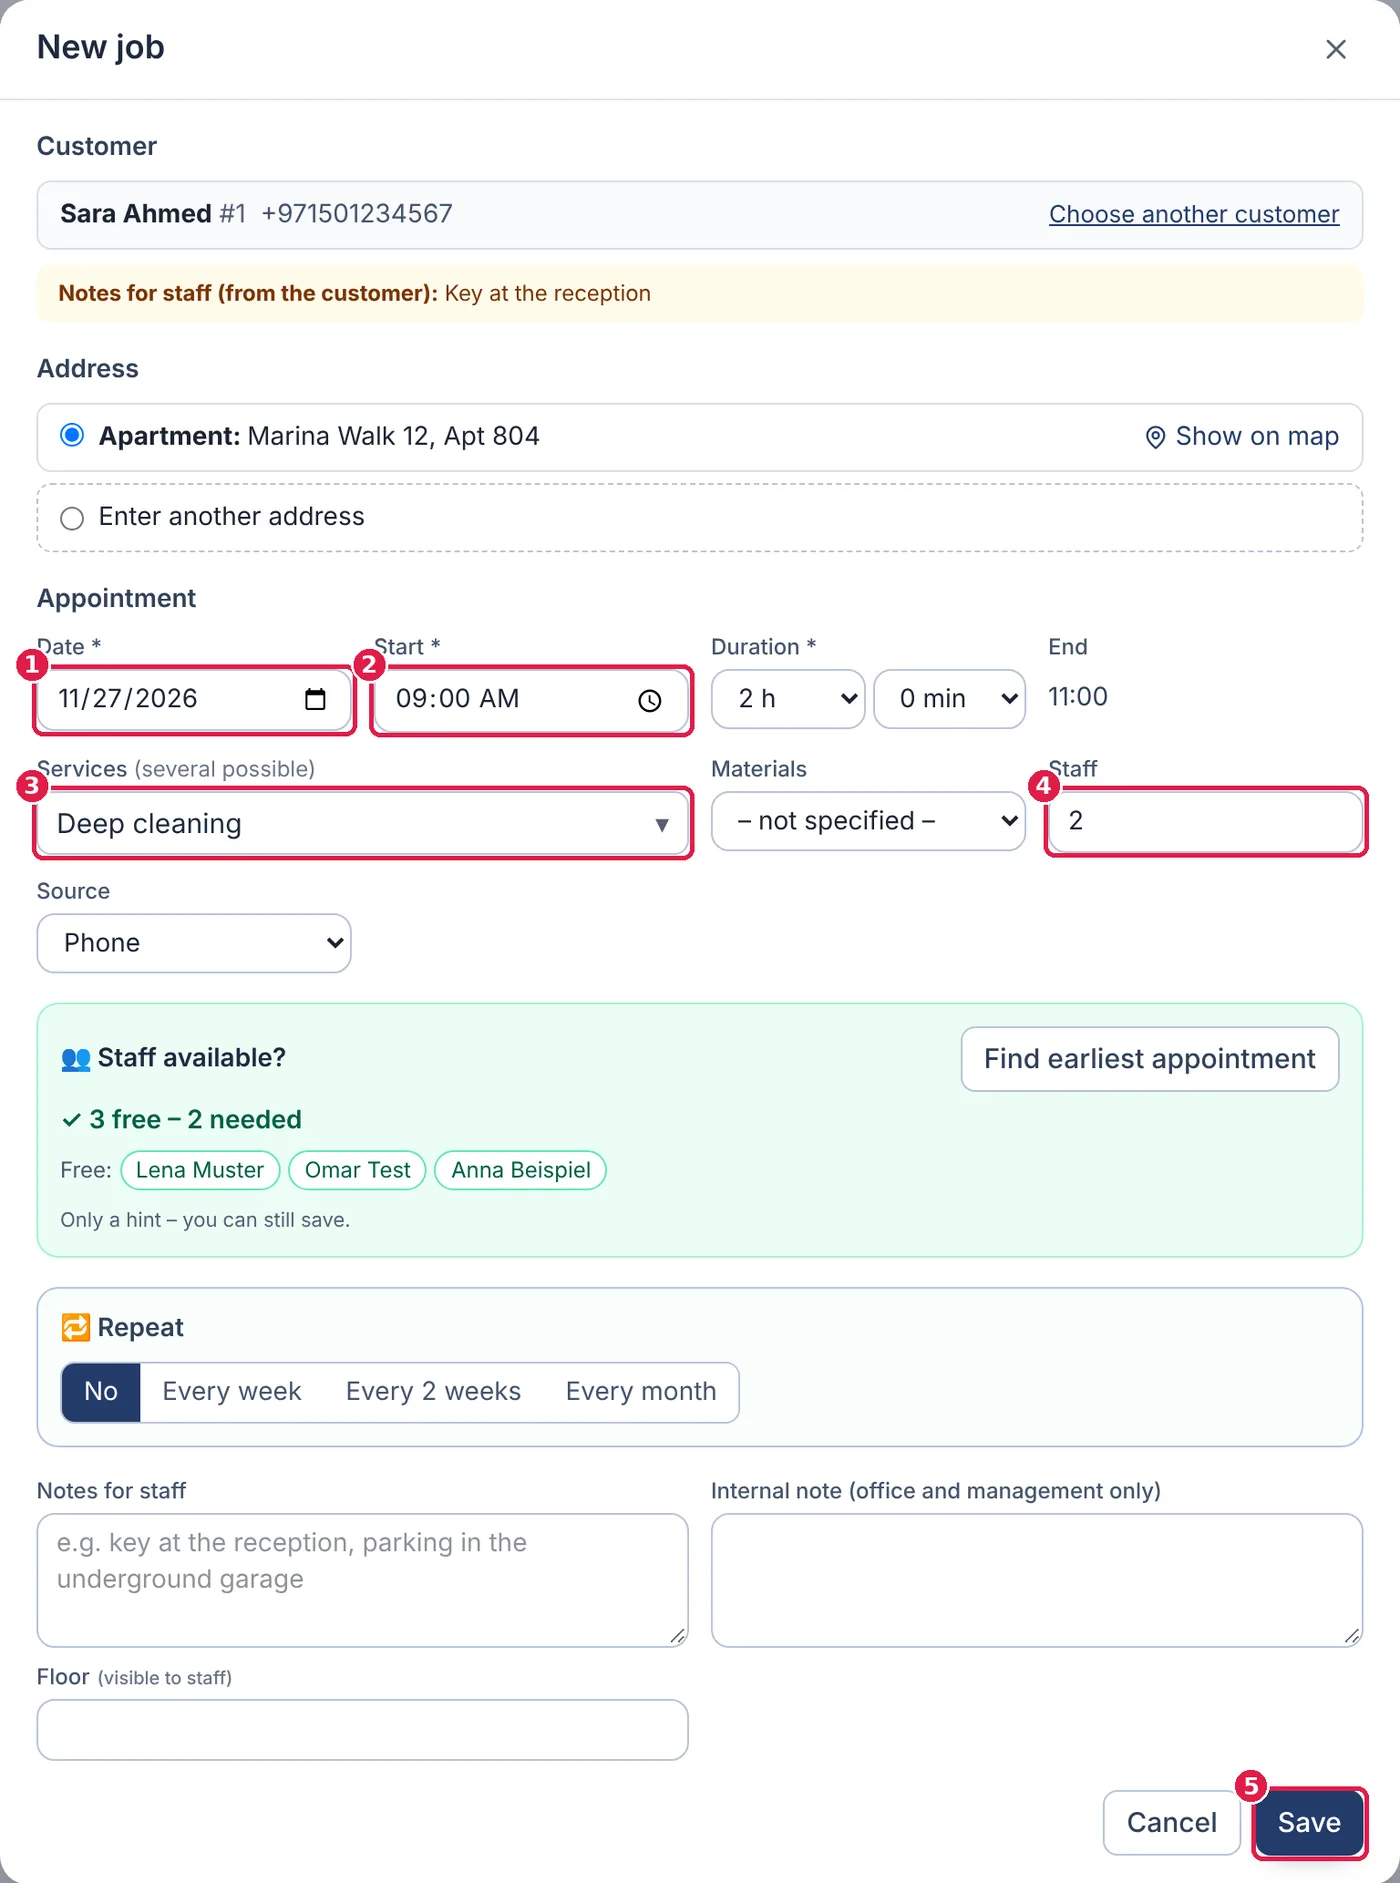 New job
Customer
Sara Ahmed #1 +971501234567
Choose another customer
Notes for staff (from the customer): Key at the reception
Address
Apartment: Marina Walk 12, Apt 804
Show on map
Enter another address
Appointment
Date * Start * Duration * End
1 2
11/27/2026 09:00 AM 2 h 0 min 11:00
Services (several possible) Materials Staff
3 4
Deep cleaning – not specified – 2
Source
Phone
Staff available?
Find earliest appointment
✓ 3 free – 2 needed
Free: Lena Muster Omar Test Anna Beispiel
Only a hint – you can still save.
Repeat
No Every week Every 2 weeks Every month
Notes for staff Internal note (office and management only)
e.g. key at the reception, parking in the
underground garage
Floor (visible to staff)
5
Cancel Save